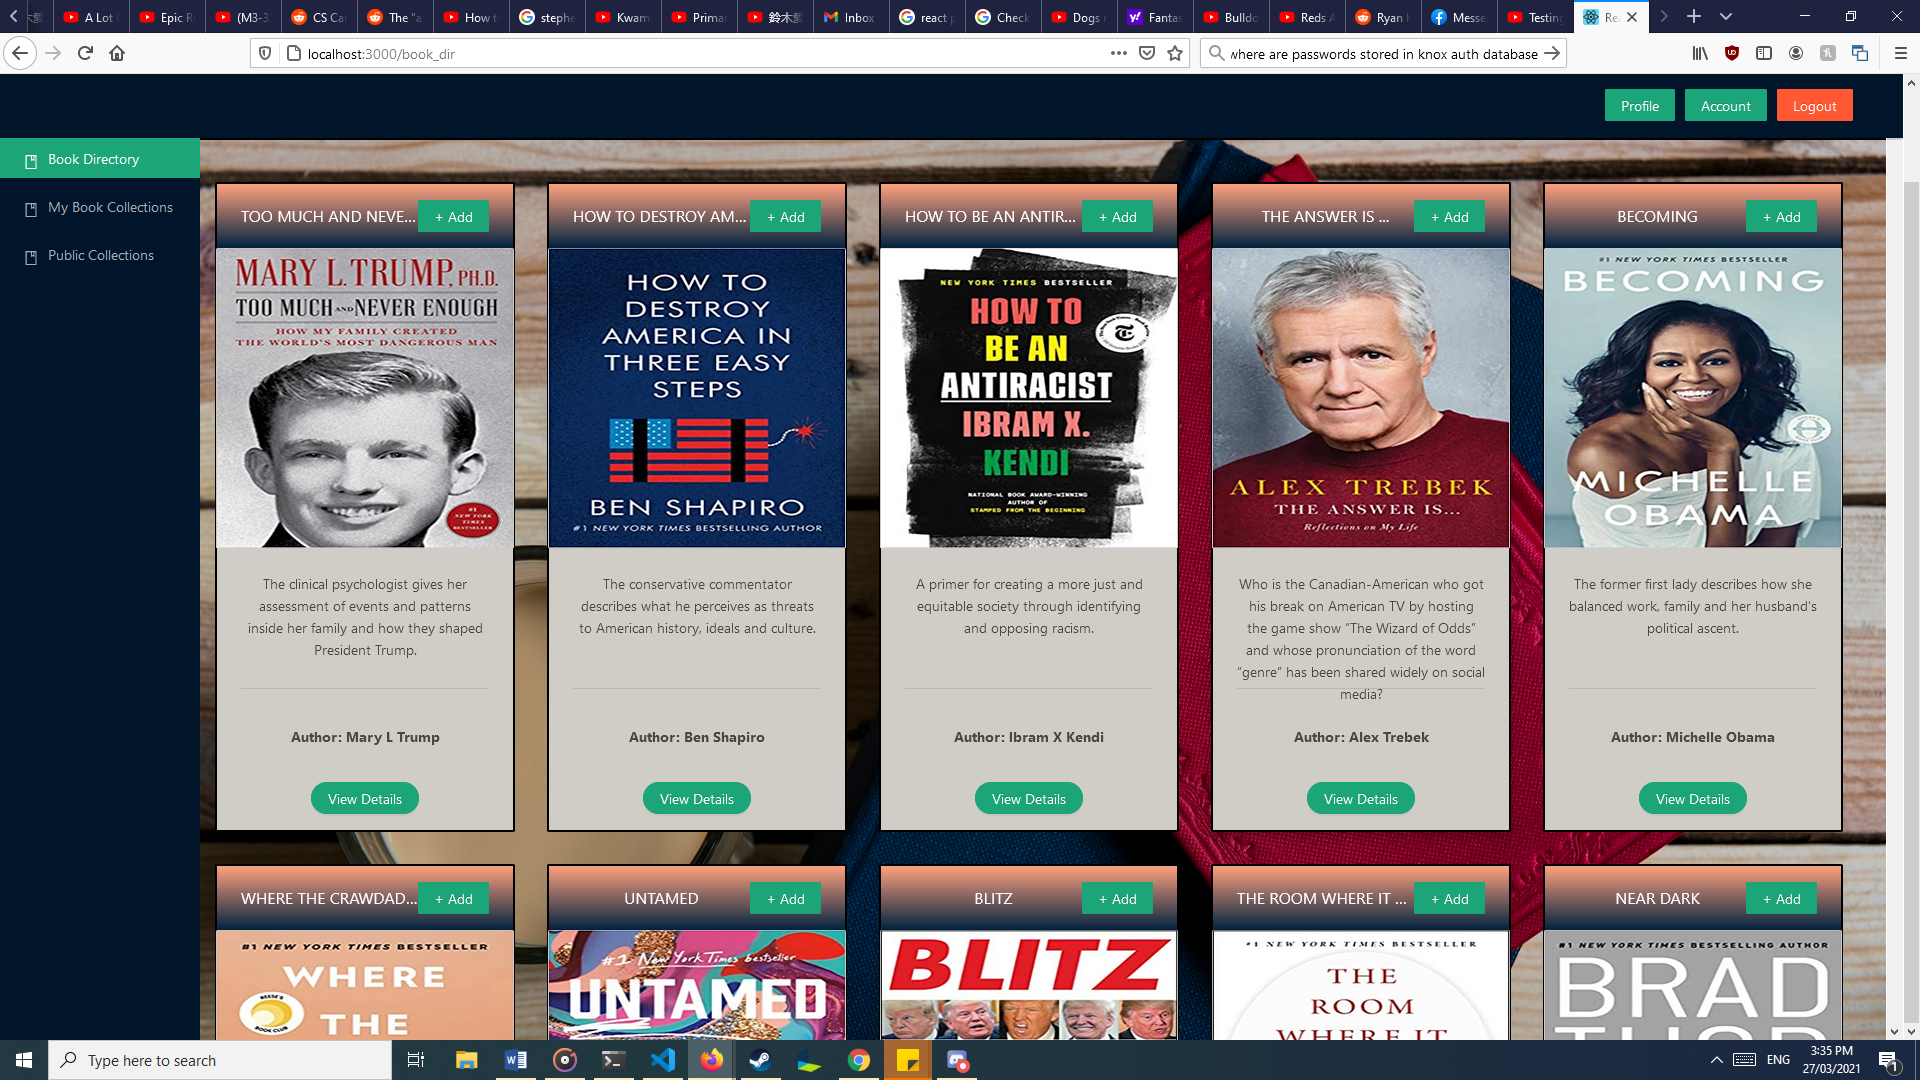 A Lot
Epic R
(M3-3
CS Car
The "a
How t
stephe
Kwam
Primar
鈴木愛
Inbox
react p
Check
Dogs
Fantas
Bulldo
Reds A
Ryan
Messe
Testing
Rea
localhost:3000/book_dir
where are passwords stored in knox auth database
Profile
Account
Logout
Book Directory
My Book Collections
Public Collections
TOO MUCH AND NEVE...
+ Add
HOW TO DESTROY AM...
+ Add
HOW TO BE AN ANTIR...
+ Add
THE ANSWER IS ...
+ Add
BECOMING
+ Add
MARY L. TRUMP, PH.D.
TOO MUCH AND NEVER ENOUGH
HOW MY FAMILY CREATED
THE WORLD'S MOST DANGEROUS MAN
#1
NEW YORK
TIMES
BESTSELLER
HOW TO
DESTROY
AMERICA IN
THREE EASY
STEPS
BEN SHAPIRO
#1 NEW YORK TIMES BESTSELLING AUTHOR
NEW YORK TIMES BESTSELLER
HOW TO
BE AN
ANTIRACIST
IBRAM X.
KENDI
NATIONAL BOOK AWARD-WINNING
AUTHOR OF
STAMPED FROM THE BEGINNING
ALEX TREBEK
THE ANSWER IS...
Reflections on My Life
#1 NEW YORK TIMES BESTSELLER
BECOMING
MICHELLE
OBAMA
The clinical psychologist gives her
assessment of events and patterns
inside her family and how they shaped
President Trump.
Author: Mary L Trump
View Details
The conservative commentator
describes what he perceives as threats
to American history, ideals and culture.
Author: Ben Shapiro
View Details
A primer for creating a more just and
equitable society through identifying
and opposing racism.
Author: Ibram X Kendi
View Details
Who is the Canadian-American who got
his break on American TV by hosting
the game show “The Wizard of Odds”
and whose pronunciation of the word
“genre” has been shared widely on social
media?
Author: Alex Trebek
View Details
The former first lady describes how she
balanced work, family and her husband’s
political ascent.
Author: Michelle Obama
View Details
WHERE THE CRAWDAD...
+ Add
UNTAMED
+ Add
BLITZ
+ Add
THE ROOM WHERE IT ...
+ Add
NEAR DARK
+ Add
#1 NEW YORK TIMES BESTSELLER
WHERE
THE
REESE'S
BOOK CLUB
#1 New York Times bestseller
UNTAMED
BLITZ
#1 NEW YORK TIMES BESTSELLER
THE
ROOM
WHERE IT
#1 NEW YORK TIMES BESTSELLING AUTHOR
BRAD
THOR
Type here to search
ENG
3:35 PM
27/03/2021
1